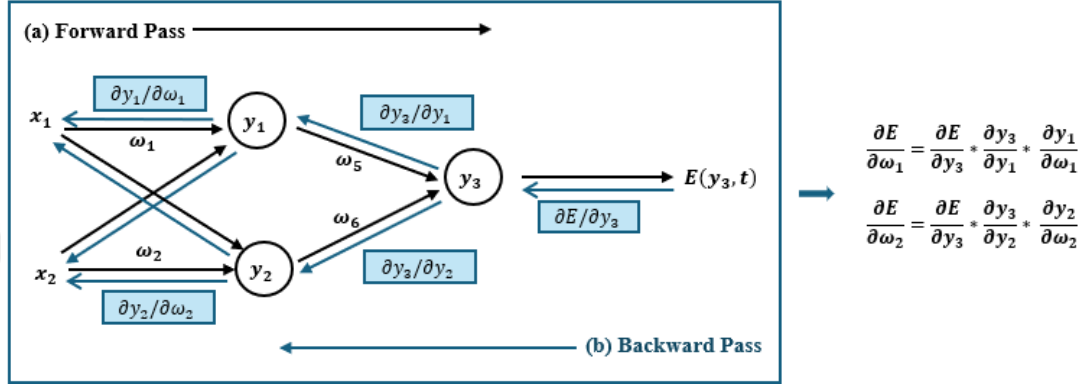 (a) Forward Pass
∂y₁/∂ω₁
x₁
y₁
∂y₃/∂y₁
ω₁
ω₅
y₃
E(y₃, t)
∂E/∂ω₁ = ∂E/∂y₃ * ∂y₃/∂y₁ * ∂y₁/∂ω₁
ω₆
∂E/∂y₃
∂E/∂ω₂ = ∂E/∂y₃ * ∂y₃/∂y₂ * ∂y₂/∂ω₂
ω₂
x₂
y₂
∂y₃/∂y₂
∂y₂/∂ω₂
(b) Backward Pass